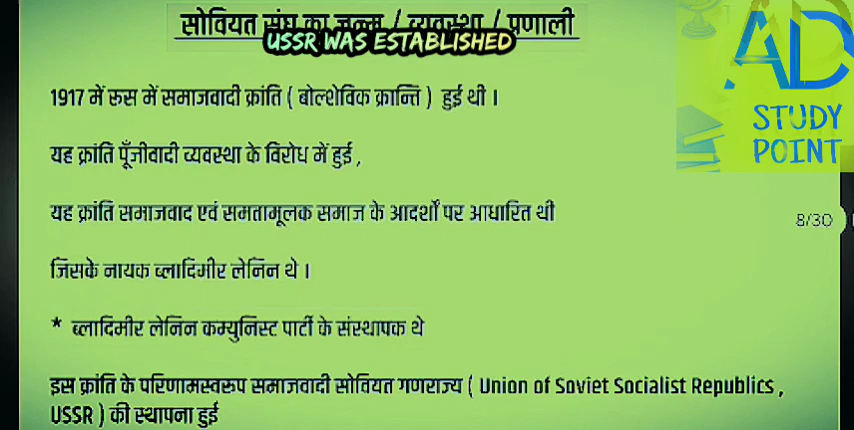 सोवियत संघ का जन्म / व्यवस्था / प्रणाली
USSR WAS ESTABLISHED
AD
STUDY
POINT
1917 में रूस में समाजवादी क्रांति ( बोल्शेविक क्रान्ति ) हुई थी ।
यह क्रांति पूँजीवादी व्यवस्था के विरोध में हुई ,
यह क्रांति समाजवाद एवं समतामूलक समाज के आदर्शों पर आधारित थी
8/30
जिसके नायक ब्लादिमीर लेनिन थे ।
* ब्लादिमीर लेनिन कम्युनिस्ट पार्टी के संस्थापक थे
इस क्रांति के परिणामस्वरुप समाजवादी सोवियत गणराज्य ( Union of Soviet Socialist Republics ,
USSR ) की स्थापना हुई